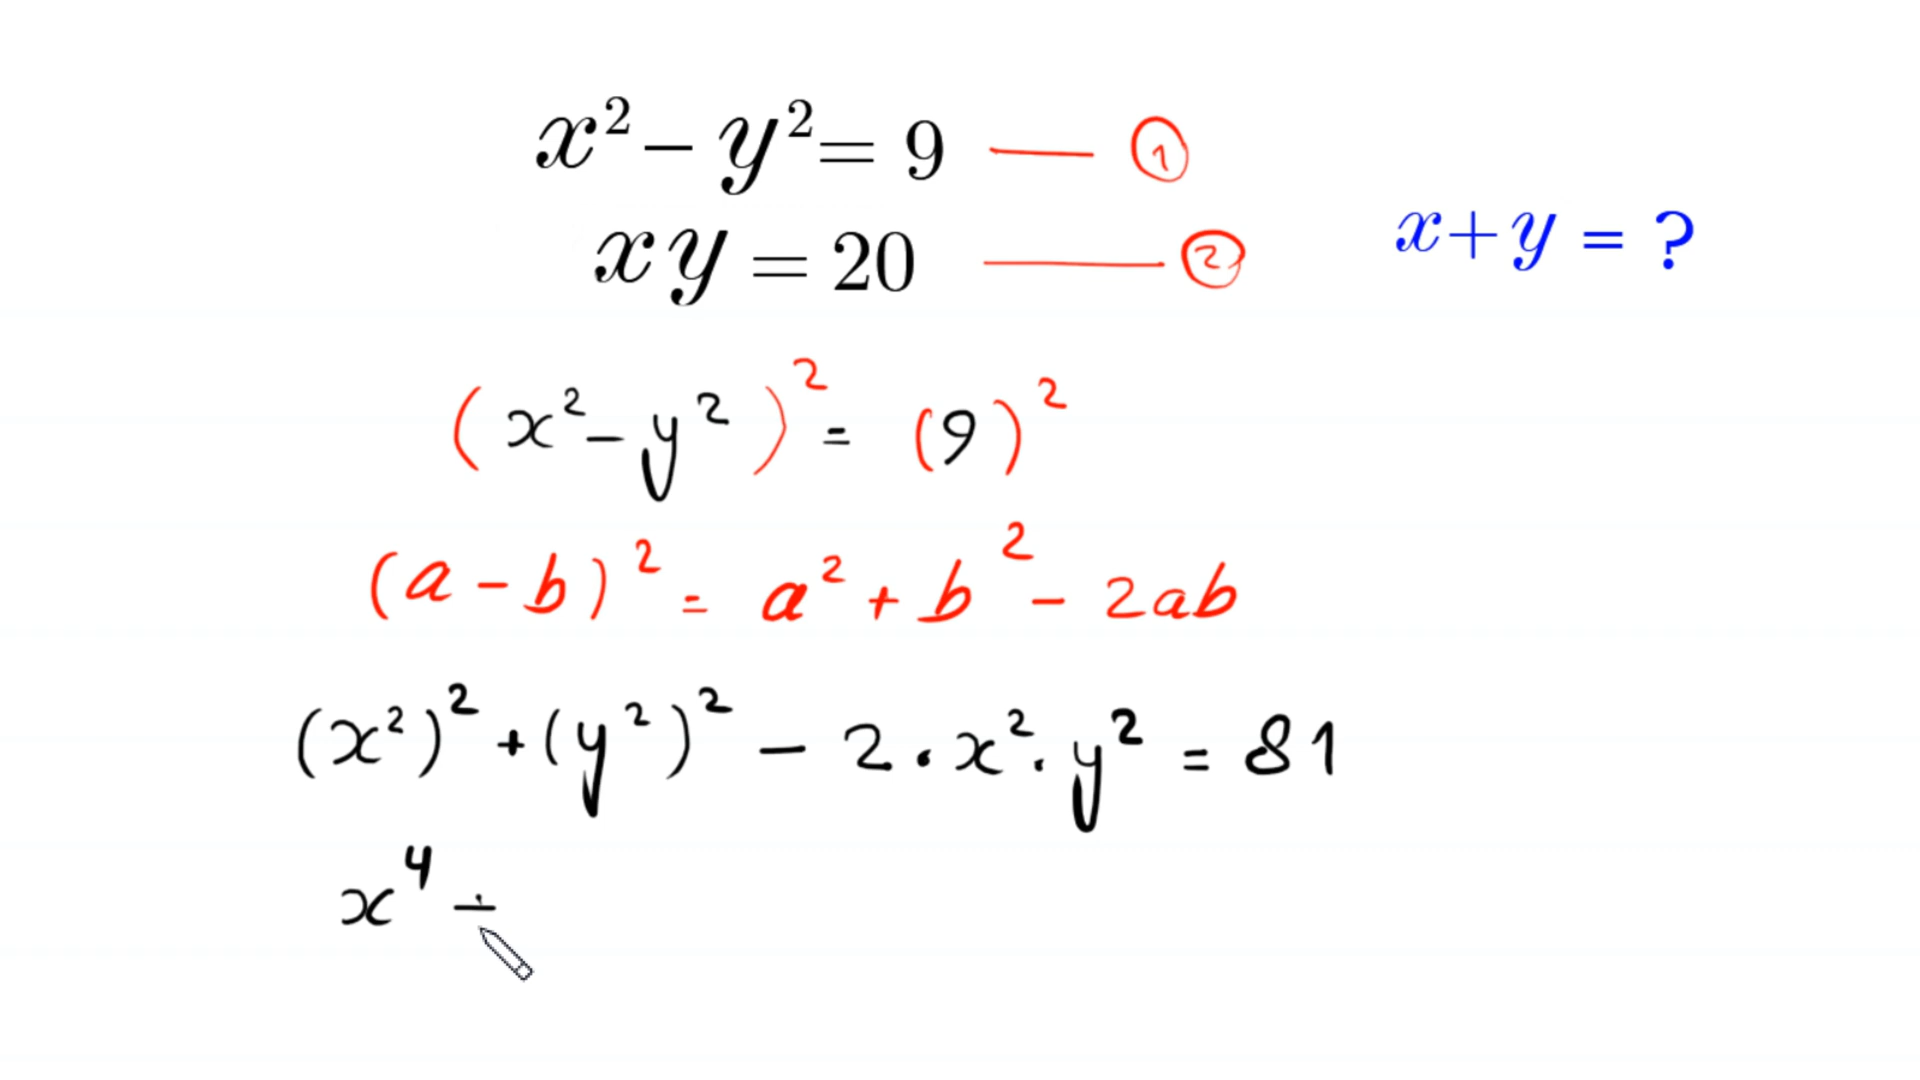 x² − y² = 9 — ①
xy = 20 — ②
x + y = ?
(x² − y²)² = (9)²
(a − b)² = a² + b² − 2ab
(x²)² + (y²)² − 2 · x² · y² = 81
x⁴ +